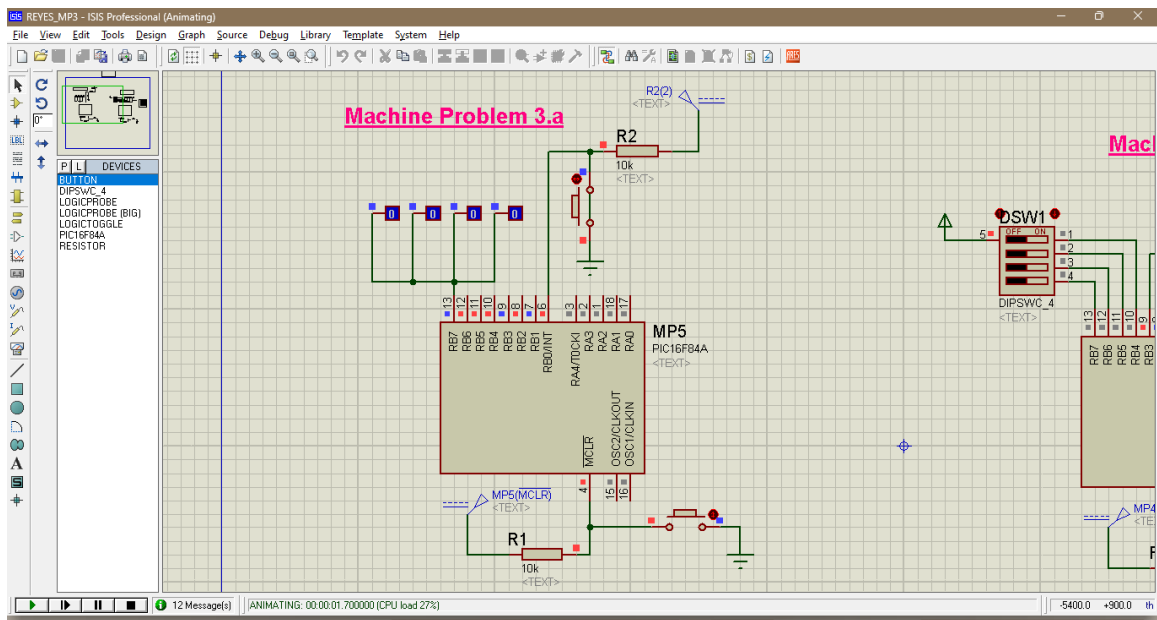 ISIS REYES_MP3 - ISIS Professional (Animating)
File View Edit Tools Design Graph Source Debug Library Template System Help
0°
LBL
A
S
P L DEVICES
BUTTON
DIPSWC_4
LOGICPROBE
LOGICPROBE (BIG)
LOGICTOGGLE
PIC16F84A
RESISTOR
Machine Problem 3.a
R2(2)
<TEXT>
R2
10k
<TEXT>
0 0 0 0
13 12 11 10 9 8 7 6 3 2 1 18 17
RB7 RB6 RB5 RB4 RB3 RB2 RB1 RB0/INT RA4/T0CKI RA3 RA2 RA1 RA0
MP5
PIC16F84A
<TEXT>
MCLR OSC2/CLKOUT OSC1/CLKIN
4 15 16
MP5(MCLR)
<TEXT>
R1
10k
<TEXT>
Mac
DSW1
OFF ON
5 1
2
3
4
DIPSWC_4
<TEXT>
13 12 11 10 9
RB7 RB6 RB5 RB4 RB3
MP4
<TE
12 Message(s) ANIMATING: 00:00:01.700000 (CPU load 27%) -5400.0 +900.0 th